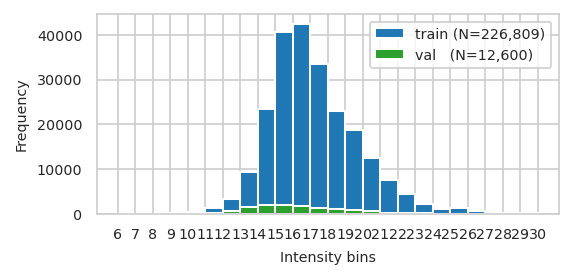 40000
30000
20000
10000
0
Frequency
train (N=226,809)
val (N=12,600)
6 7 8 9 10 11 12 13 14 15 16 17 18 19 20 21 22 23 24 25 26 27 28 29 30
Intensity bins